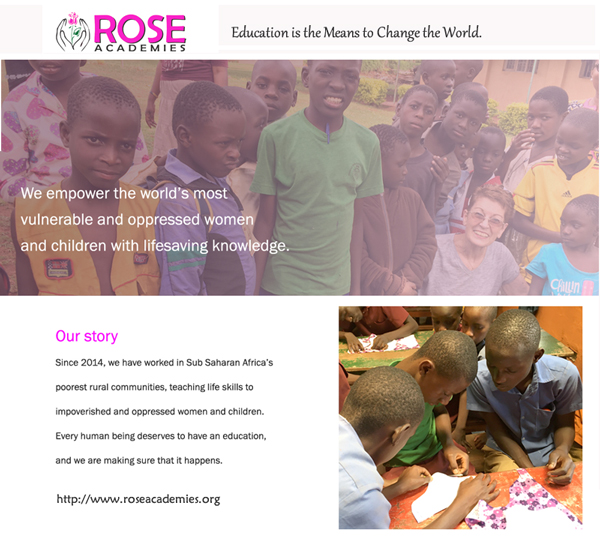 ROSE
ACADEMIES
Education is the Means to Change the World.
We empower the world's most
vulnerable and oppressed women
and children with lifesaving knowledge.
Our story
Since 2014, we have worked in Sub Saharan Africa's
poorest rural communities, teaching life skills to
impoverished and oppressed women and children.
Every human being deserves to have an education,
and we are making sure that it happens.
http://www.roseacademies.org